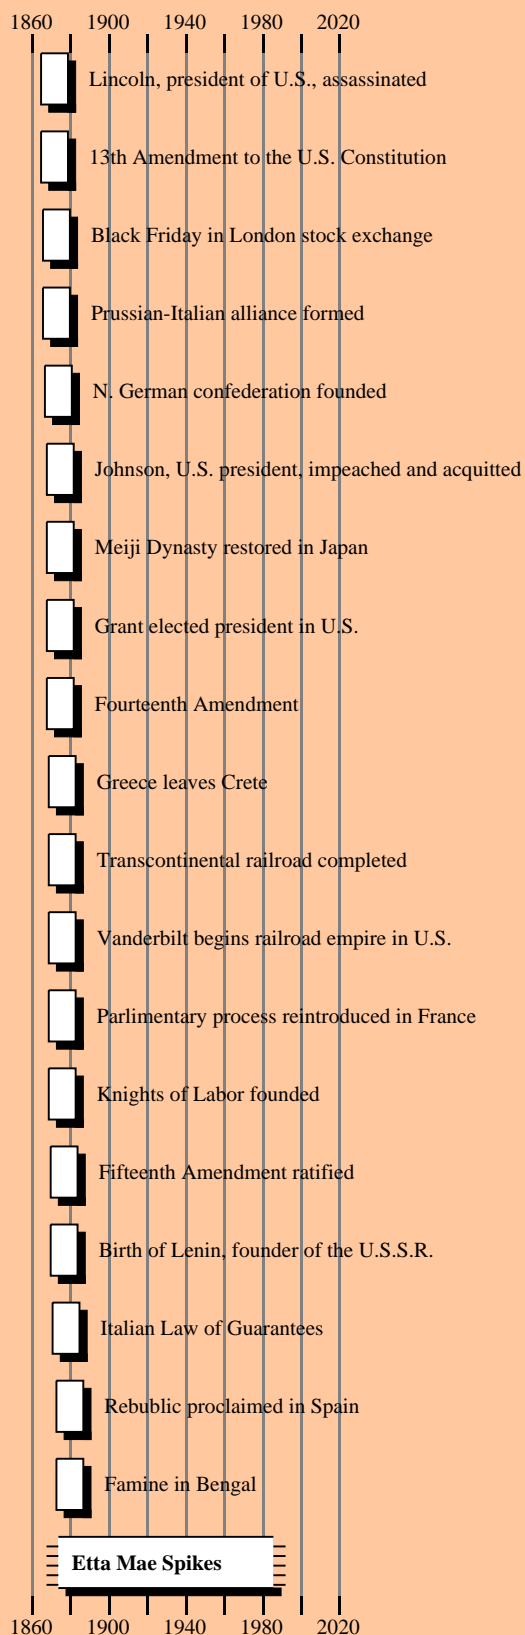 1860 1900 1940 1980 2020
Lincoln, president of U.S., assassinated
13th Amendment to the U.S. Constitution
Black Friday in London stock exchange
Prussian-Italian alliance formed
N. German confederation founded
Johnson, U.S. president, impeached and acquitted
Meiji Dynasty restored in Japan
Grant elected president in U.S.
Fourteenth Amendment
Greece leaves Crete
Transcontinental railroad completed
Vanderbilt begins railroad empire in U.S.
Parlimentary process reintroduced in France
Knights of Labor founded
Fifteenth Amendment ratified
Birth of Lenin, founder of the U.S.S.R.
Italian Law of Guarantees
Rebublic proclaimed in Spain
Famine in Bengal
Etta Mae Spikes
1860 1900 1940 1980 2020